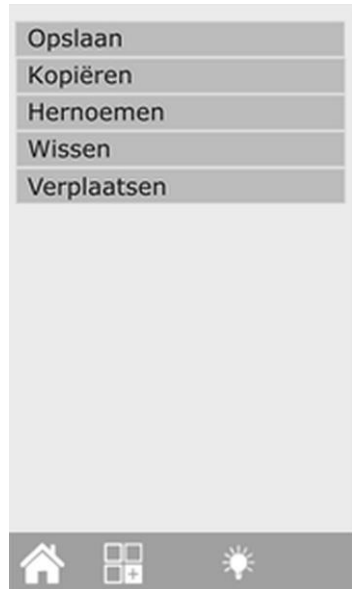 Opslaan
Kopiëren
Hernoemen
Wissen
Verplaatsen